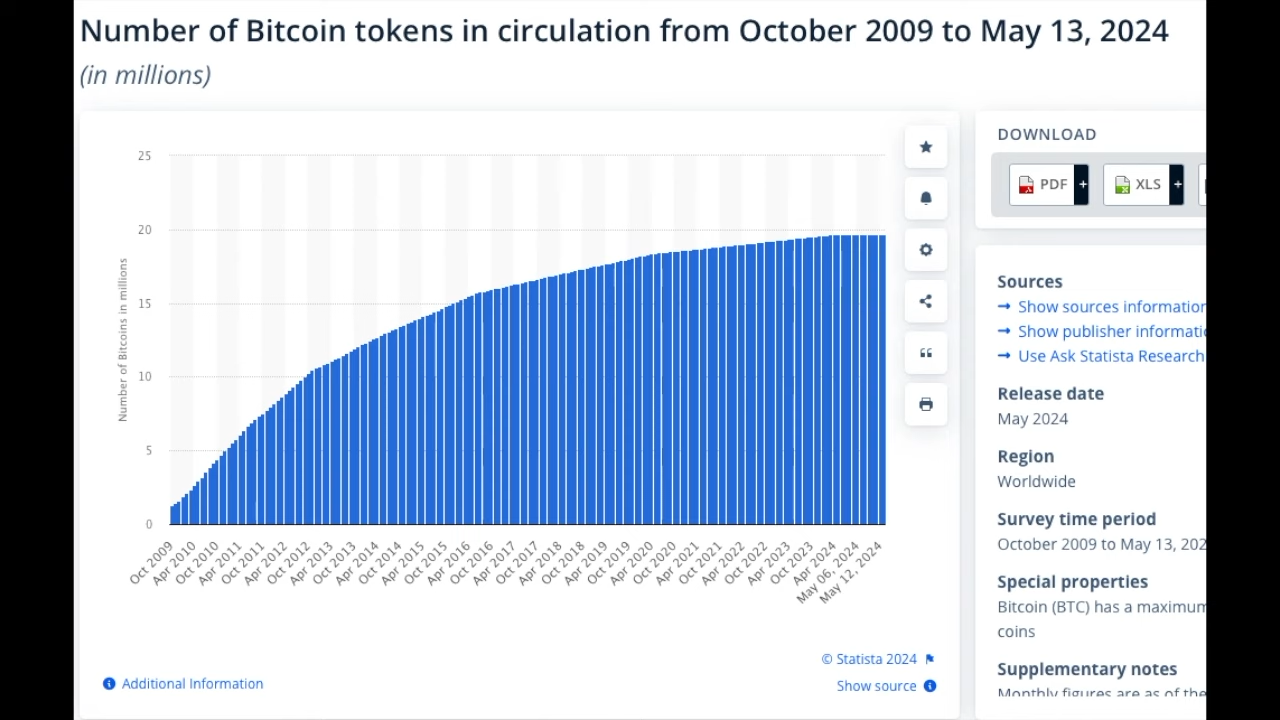 Number of Bitcoin tokens in circulation from October 2009 to May 13, 2024
(in millions)
Number of Bitcoins in millions
25
20
15
10
5
0
Oct 2009
Apr 2010
Oct 2010
Apr 2011
Oct 2011
Apr 2012
Oct 2012
Apr 2013
Oct 2013
Apr 2014
Oct 2014
Apr 2015
Oct 2015
Apr 2016
Oct 2016
Apr 2017
Oct 2017
Apr 2018
Oct 2018
Apr 2019
Oct 2019
Apr 2020
Oct 2020
Apr 2021
Oct 2021
Apr 2022
Oct 2022
Apr 2023
Oct 2023
Apr 2024
May 06, 2024
May 12, 2024
© Statista 2024
Additional Information
Show source
DOWNLOAD
PDF +
XLS +
Sources
→ Show sources information
→ Show publisher informati
→ Use Ask Statista Research
Release date
May 2024
Region
Worldwide
Survey time period
October 2009 to May 13, 202
Special properties
Bitcoin (BTC) has a maximum
coins
Supplementary notes
Monthly figures are as of the